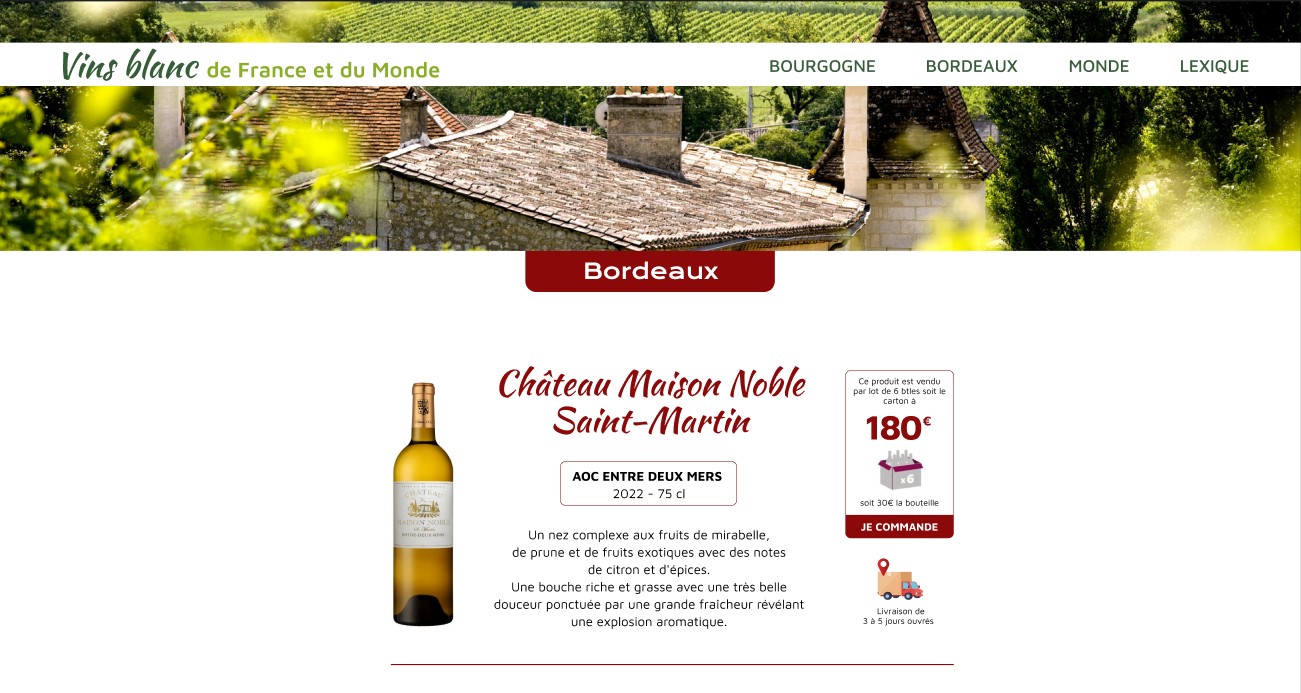 Vins blanc de France et du Monde
BOURGOGNE BORDEAUX MONDE LEXIQUE
Bordeaux
Château Maison Noble
Saint-Martin
AOC ENTRE DEUX MERS
2022 - 75 cl
Un nez complexe aux fruits de mirabelle,
de prune et de fruits exotiques avec des notes
de citron et d'épices.
Une bouche riche et grasse avec une très belle
douceur ponctuée par une grande fraîcheur révélant
une explosion aromatique.
Ce produit est vendu
par lot de 6 btles soit le
carton à
180€
x6
soit 30€ la bouteille
JE COMMANDE
Livraison de
3 à 5 jours ouvrés
CHÂTEAU
MAISON NOBLE